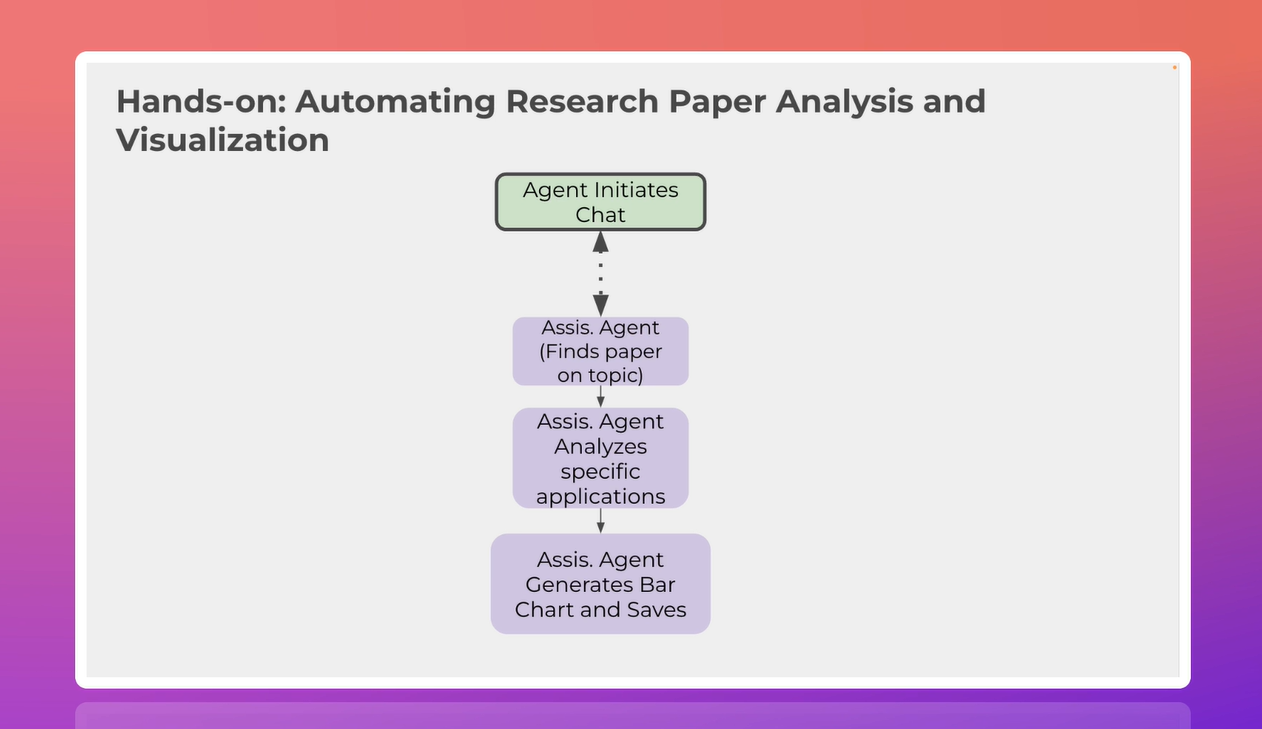 Hands-on: Automating Research Paper Analysis and
Visualization
Agent Initiates
Chat
Assis. Agent
(Finds paper
on topic)
Assis. Agent
Analyzes
specific
applications
Assis. Agent
Generates Bar
Chart and Saves